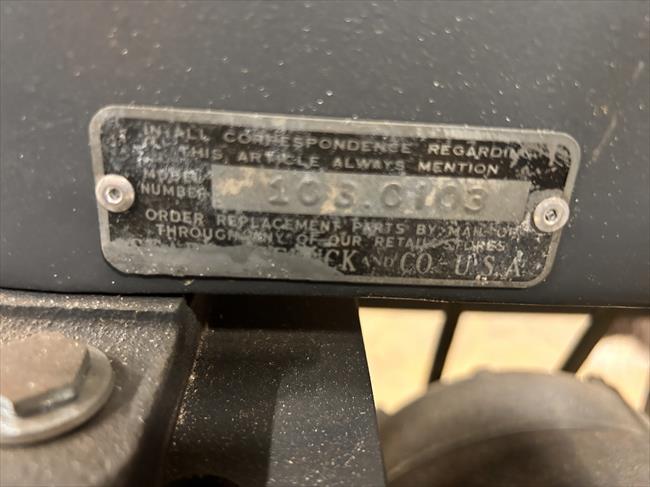 IN ALL CORRESPONDENCE REGARDING
THIS ARTICLE ALWAYS MENTION
MODEL
NUMBER 103.0103
ORDER REPLACEMENT PARTS BY MAIL OR
THROUGH ANY OF OUR RETAIL STORES
AND CO. - U.S.A